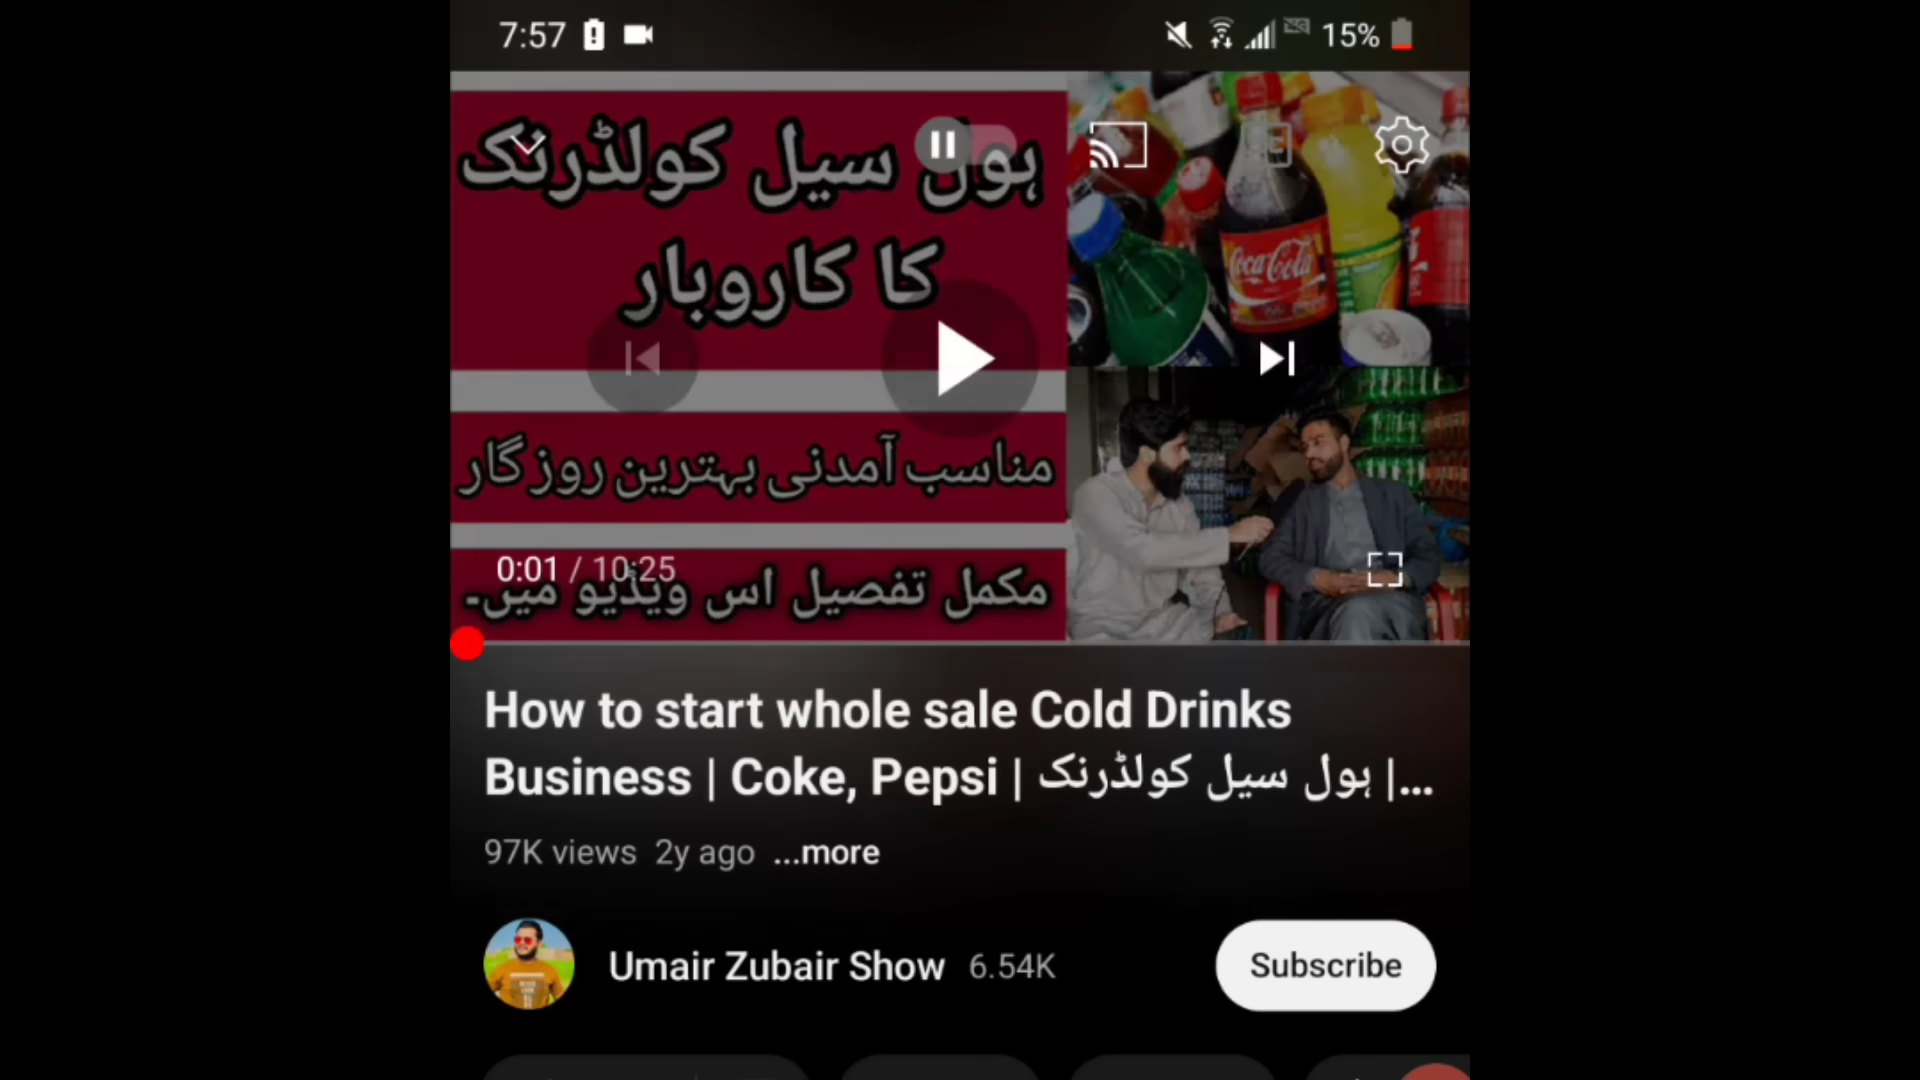 7:57
15%
ہول سیل کولڈرنک
کا کاروبار
Coca-Cola
مناسب آمدنی بہترین روزگار
0:01 / 10:25
مکمل تفصیل اس ویڈیو میں۔
How to start whole sale Cold Drinks
Business | Coke, Pepsi | ہول سیل کولڈرنک |...
97K views 2y ago ...more
Umair Zubair Show 6.54K
Subscribe